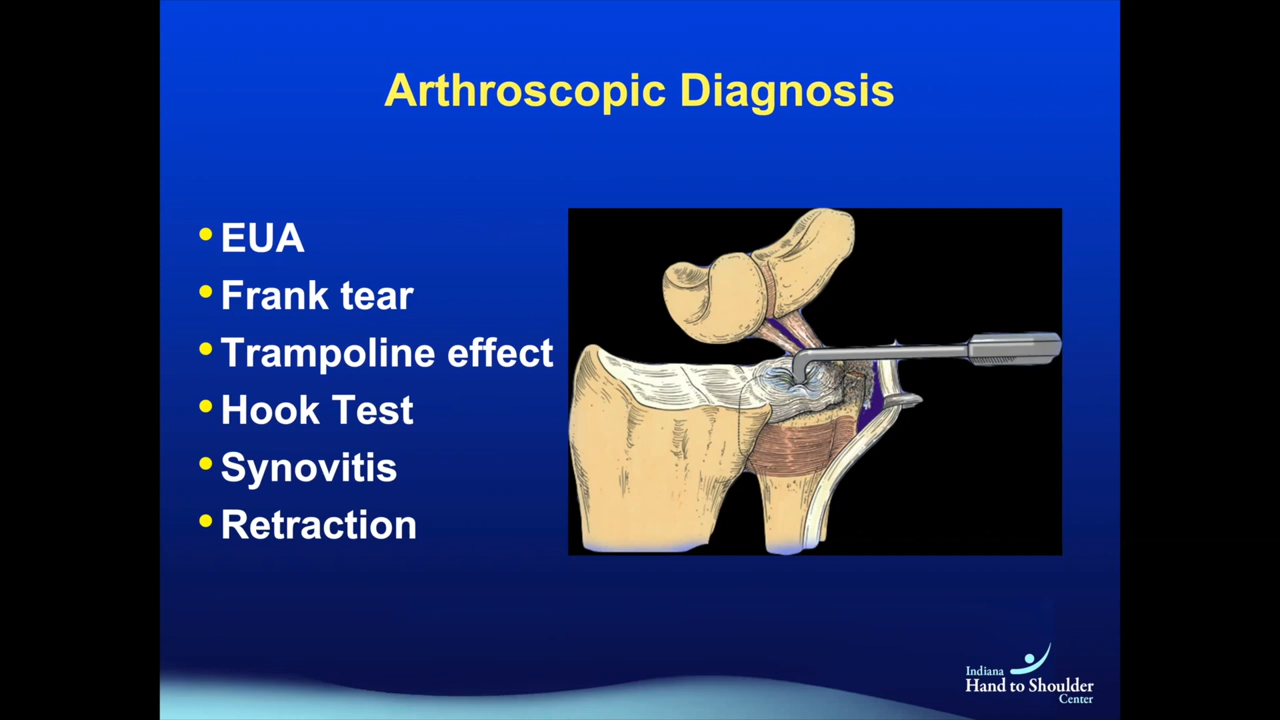 Arthroscopic Diagnosis
• EUA
• Frank tear
• Trampoline effect
• Hook Test
• Synovitis
• Retraction
Indiana
Hand to Shoulder
Center